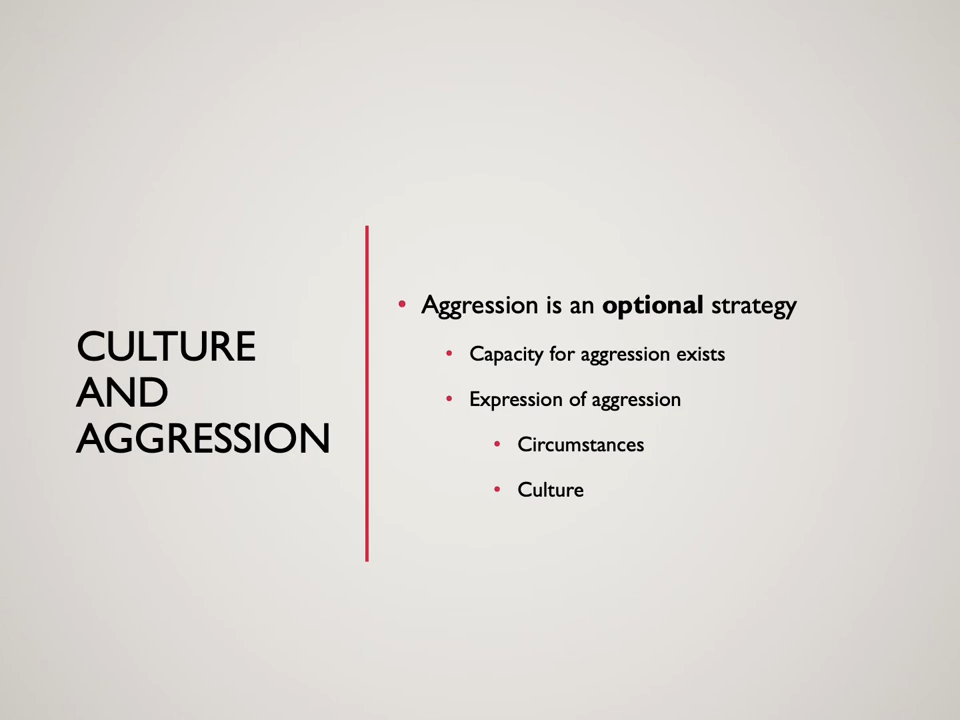 CULTURE
AND
AGGRESSION
• Aggression is an optional strategy
• Capacity for aggression exists
• Expression of aggression
• Circumstances
• Culture